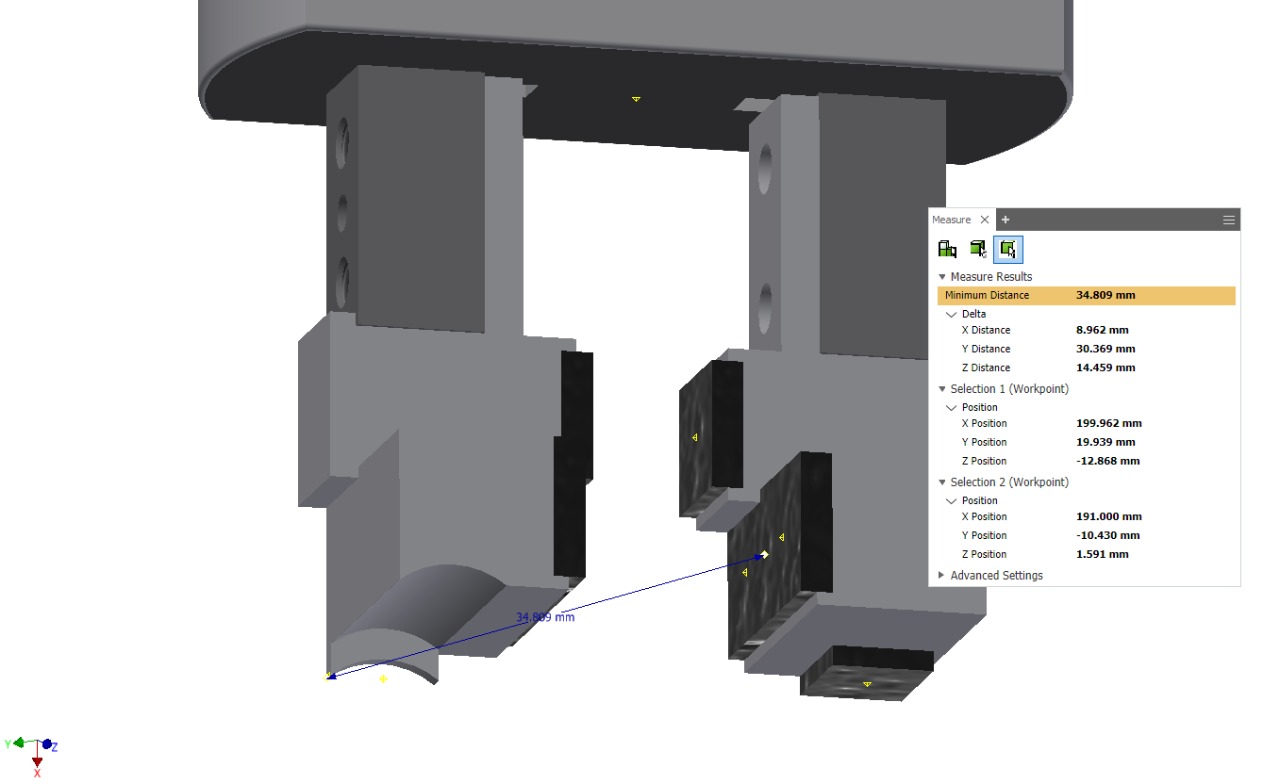 Measure
Measure Results
Minimum Distance 34.809 mm
Delta
X Distance 8.962 mm
Y Distance 30.369 mm
Z Distance 14.459 mm
Selection 1 (Workpoint)
Position
X Position 199.962 mm
Y Position 19.939 mm
Z Position -12.868 mm
Selection 2 (Workpoint)
Position
X Position 191.000 mm
Y Position -10.430 mm
Z Position 1.591 mm
Advanced Settings
34.809 mm
Y Z
X